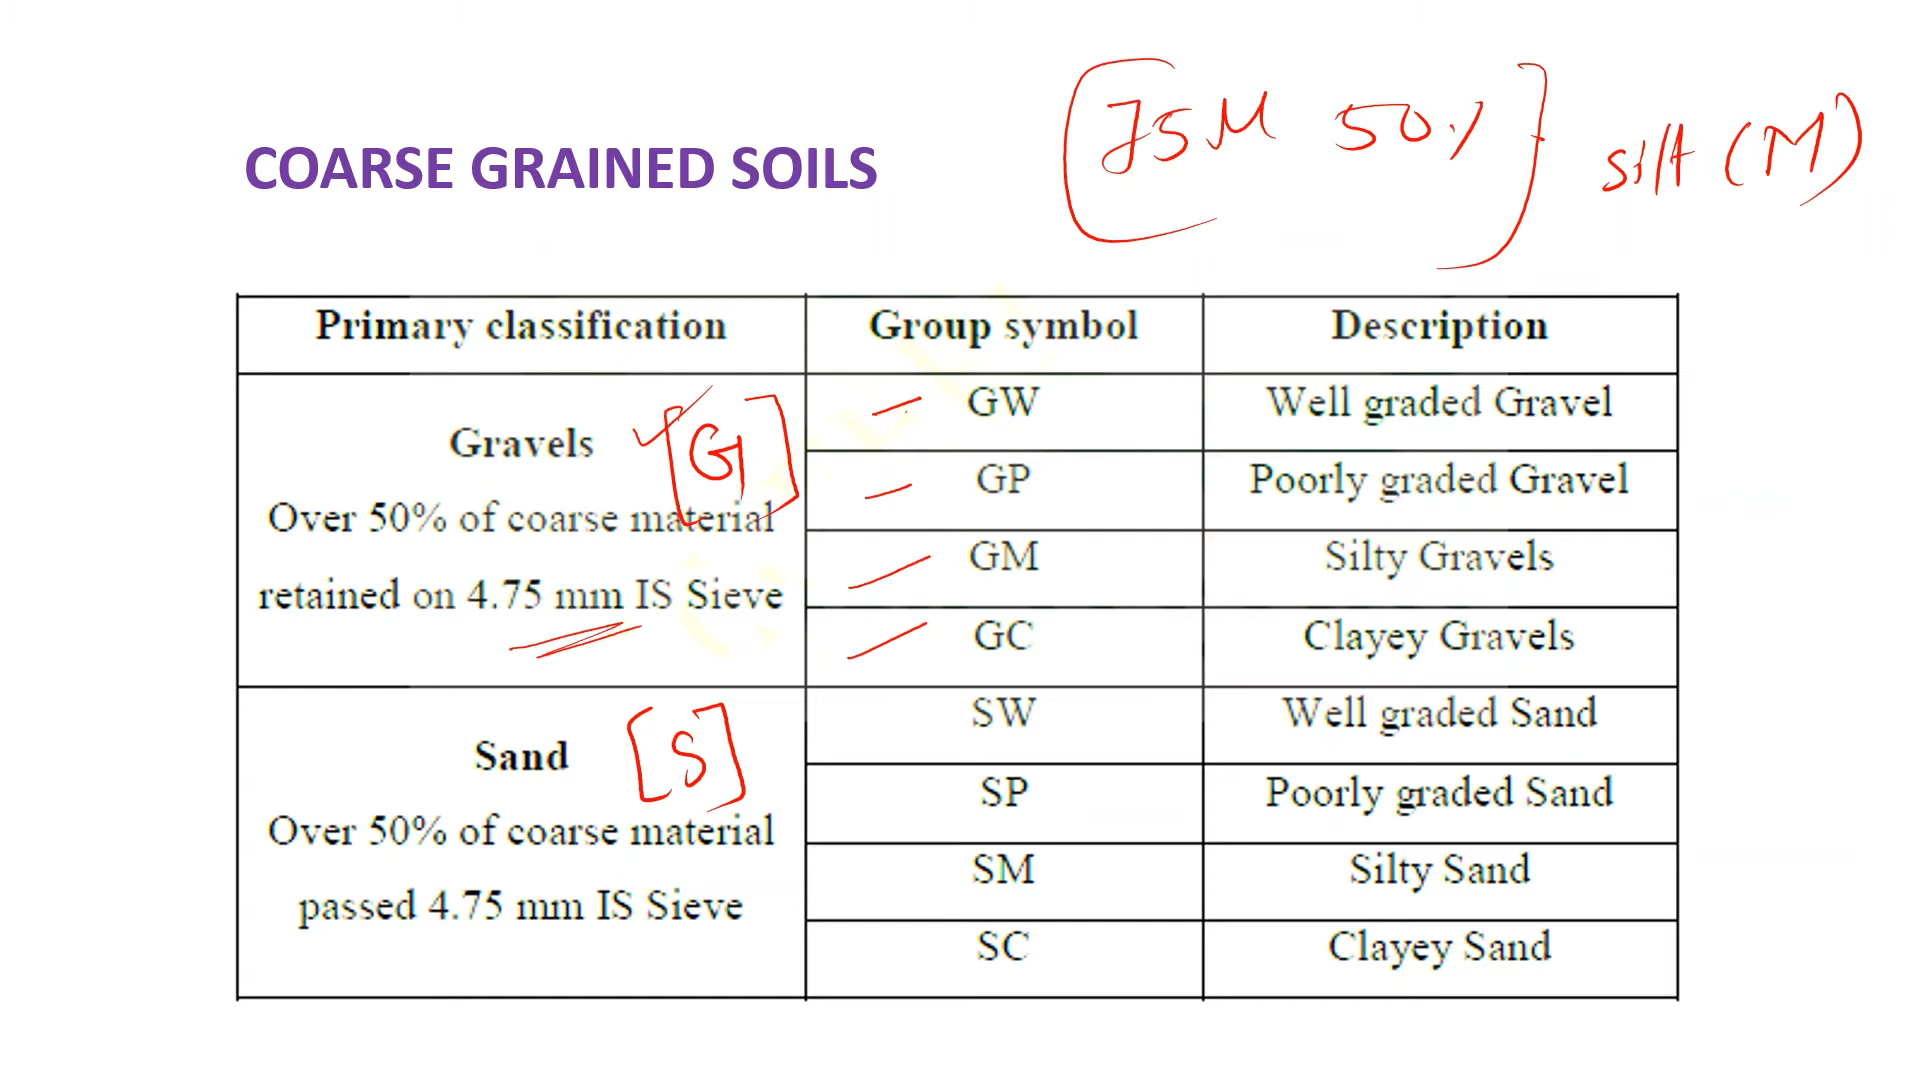 75 μ 50%
silt (M)
COARSE GRAINED SOILS
Primary classification Group symbol Description
Gravels [G]
Over 50% of coarse material
retained on 4.75 mm IS Sieve
GW Well graded Gravel
GP Poorly graded Gravel
GM Silty Gravels
GC Clayey Gravels
Sand [S]
Over 50% of coarse material
passed 4.75 mm IS Sieve
SW Well graded Sand
SP Poorly graded Sand
SM Silty Sand
SC Clayey Sand